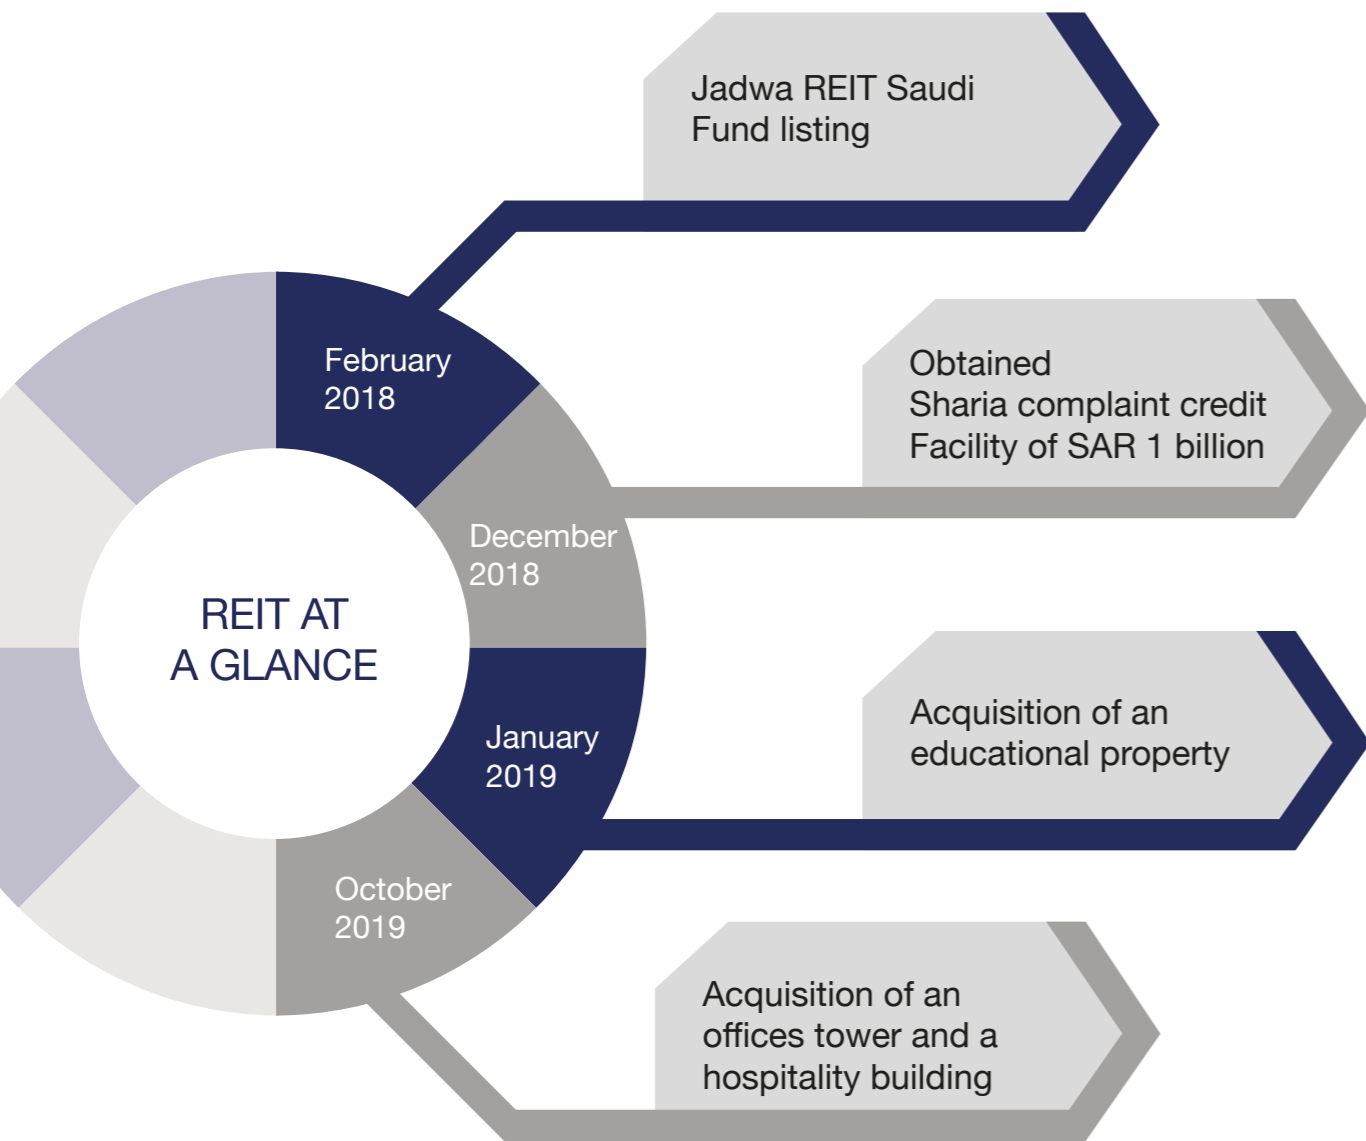 Jadwa REIT Saudi
Fund listing
February
2018
Obtained
Sharia complaint credit
Facility of SAR 1 billion
December
2018
REIT AT
A GLANCE
January
2019
Acquisition of an
educational property
October
2019
Acquisition of an
offices tower and a
hospitality building